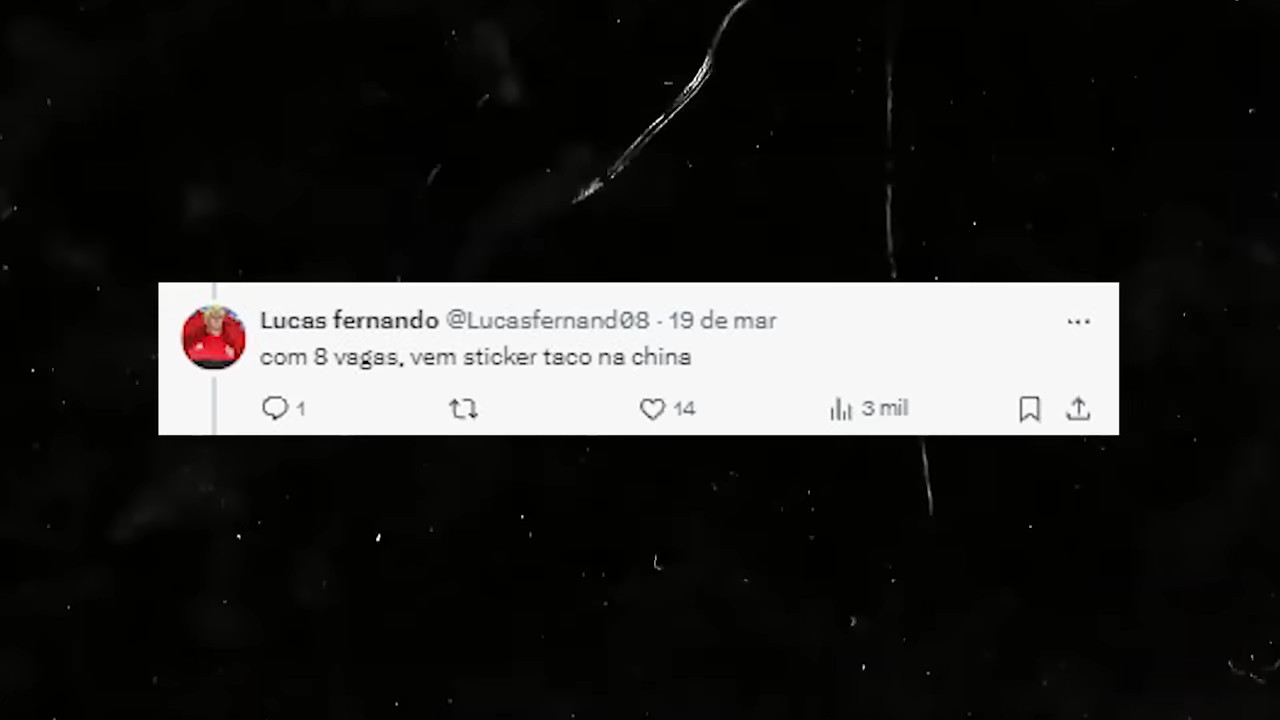 Lucas fernando @Lucasfernand08 · 19 de mar
com 8 vagas, vem sticker taco na china
1 14 3 mil